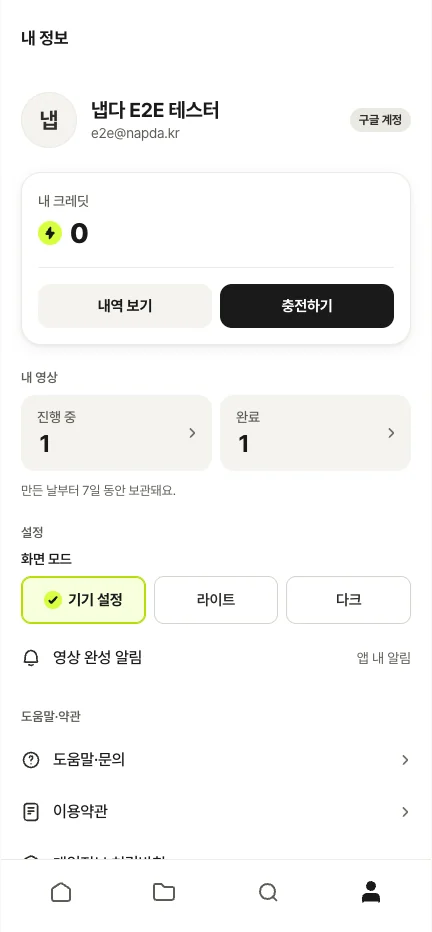 내 정보
냅
냅다 E2E 테스터
e2e@napda.kr
구글 계정
내 크레딧
0
내역 보기
충전하기
내 영상
진행 중
1
완료
1
만든 날부터 7일 동안 보관돼요.
설정
화면 모드
기기 설정
라이트
다크
영상 완성 알림
앱 내 알림
도움말·약관
도움말·문의
이용약관